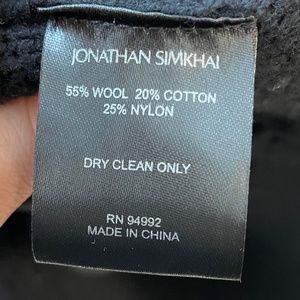 JONATHAN SIMKHAI
55% WOOL 20% COTTON
25% NYLON
DRY CLEAN ONLY
RN 94992
MADE IN CHINA